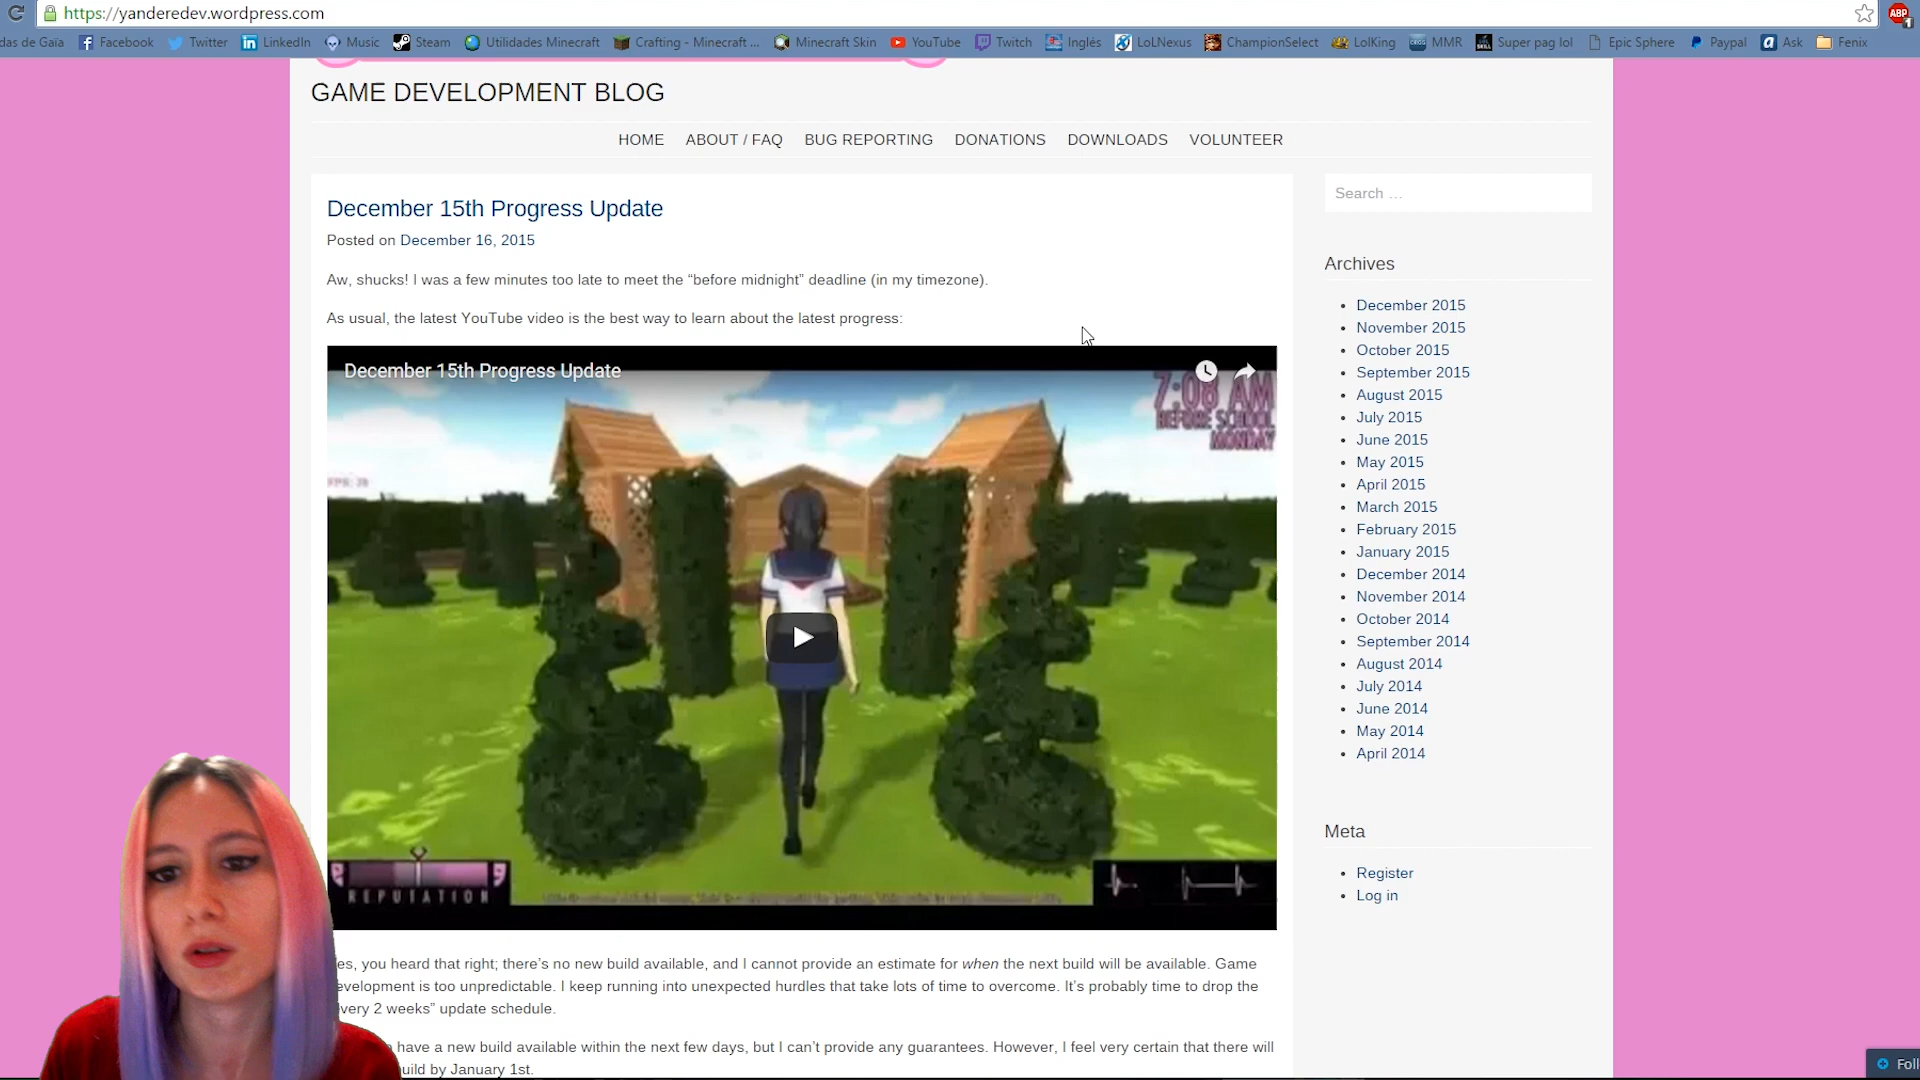 https://yanderedev.wordpress.com
ABP
1
das de Gaïa Facebook Twitter LinkedIn Music Steam Utilidades Minecraft Crafting - Minecraft ... Minecraft Skin YouTube Twitch Inglés LoLNexus ChampionSelect LolKing MMR Super pag lol Epic Sphere Paypal Ask Fenix
GAME DEVELOPMENT BLOG
HOME ABOUT / FAQ BUG REPORTING DONATIONS DOWNLOADS VOLUNTEER
December 15th Progress Update
Posted on December 16, 2015
Aw, shucks! I was a few minutes too late to meet the “before midnight” deadline (in my timezone).
As usual, the latest YouTube video is the best way to learn about the latest progress:
December 15th Progress Update
7:08 AM
BEFORE SCHOOL
MONDAY
REPUTATION
es, you heard that right; there’s no new build available, and I cannot provide an estimate for when the next build will be available. Game
evelopment is too unpredictable. I keep running into unexpected hurdles that take lots of time to overcome. It’s probably time to drop the
very 2 weeks” update schedule.
have a new build available within the next few days, but I can’t provide any guarantees. However, I feel very certain that there will
uild by January 1st.
Search …
Archives
December 2015
November 2015
October 2015
September 2015
August 2015
July 2015
June 2015
May 2015
April 2015
March 2015
February 2015
January 2015
December 2014
November 2014
October 2014
September 2014
August 2014
July 2014
June 2014
May 2014
April 2014
Meta
Register
Log in
Foll